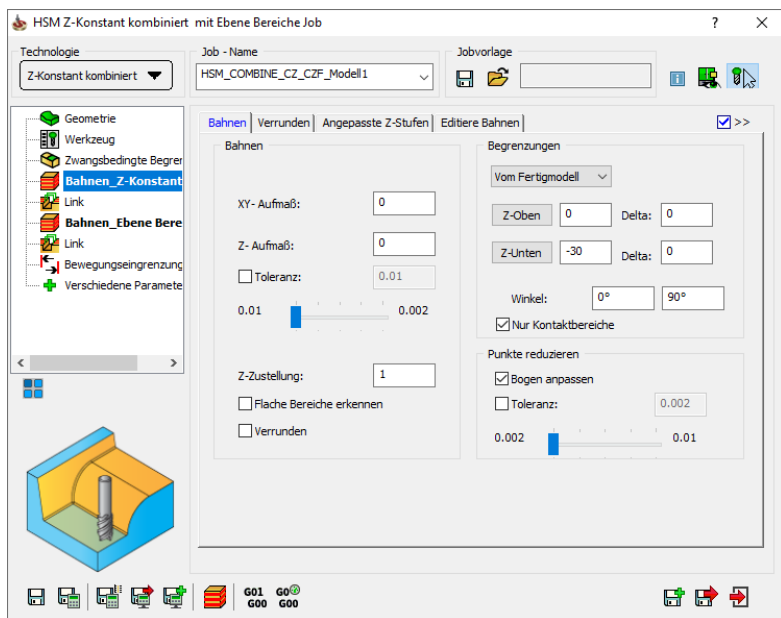 HSM Z-Konstant kombiniert mit Ebene Bereiche Job
?
Technologie
Z-Konstant kombiniert
Job - Name
HSM_COMBINE_CZ_CZF_Modell1
Jobvorlage
Geometrie
Werkzeug
Zwangsbedingte Begrer
Bahnen_Z-Konstant
Link
Bahnen_Ebene Bere
Link
Bewegungseingrenzung
Verschiedene Paramete
Bahnen
Verrunden
Angepasste Z-Stufen
Editiere Bahnen
>>
Bahnen
XY- Aufmaß: 0
Z- Aufmaß: 0
Toleranz: 0.01
0.01 0.002
Z-Zustellung: 1
Flache Bereiche erkennen
Verrunden
Begrenzungen
Vom Fertigmodell
Z-Oben 0 Delta: 0
Z-Unten -30 Delta: 0
Winkel: 0° 90°
Nur Kontaktbereiche
Punkte reduzieren
Bogen anpassen
Toleranz: 0.002
0.002 0.01
G01 G00
G00 G00